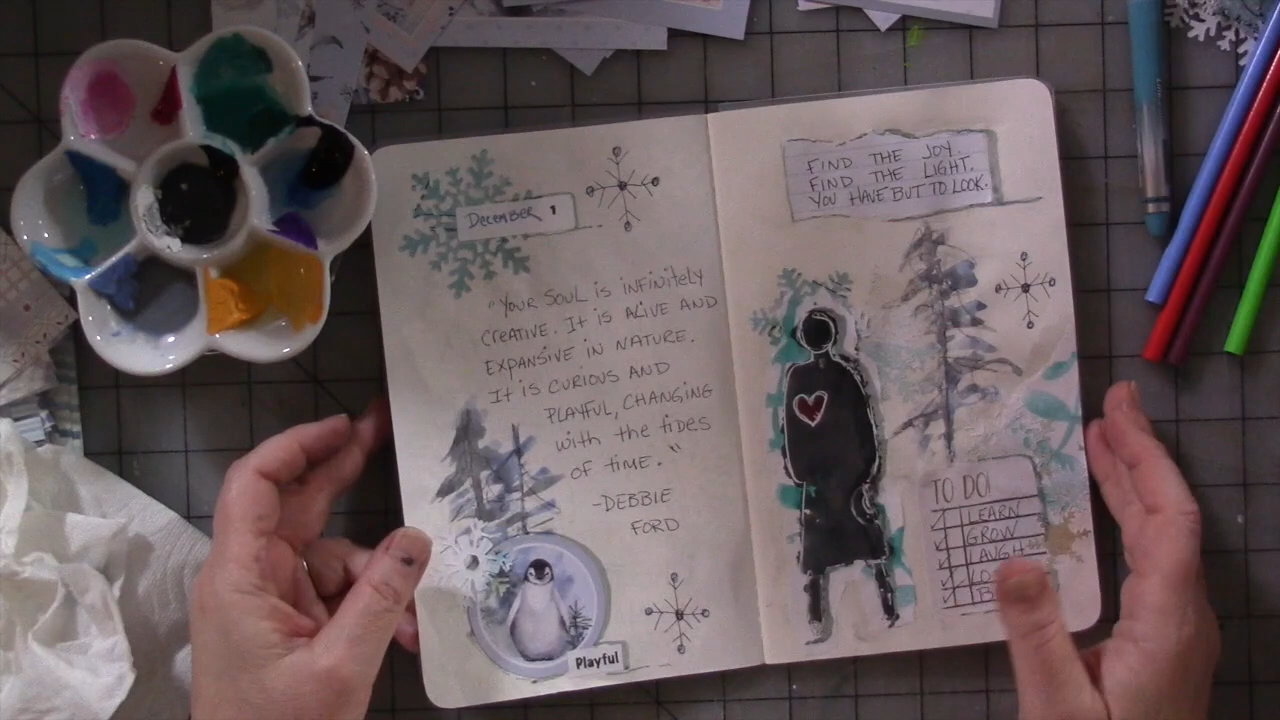 December 1
"YOUR SOUL is infinitely
CREATIVE. It is ALIVE AND
EXPANSIVE IN NATURE.
It is CURIOUS AND
PLAYFUL, CHANGING
with the tides
OF time."
-DEBBIE
FORD
Playful
FIND THE JOY.
FIND THE LIGHT.
YOU HAVE BUT TO LOOK.
TO DO!
LEARN
GROW
LAUGH